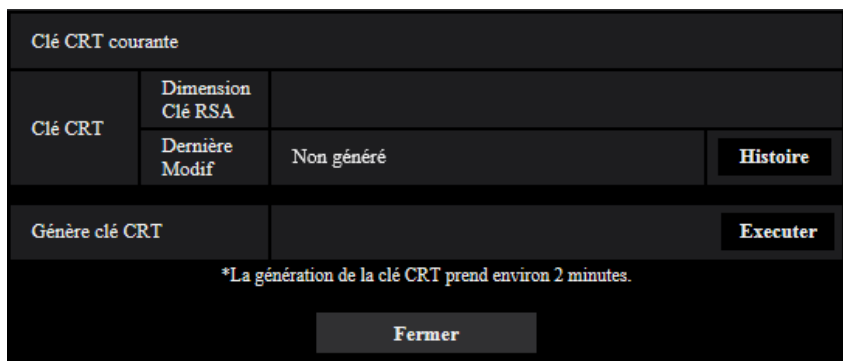 Clé CRT courante
Clé CRT
Dimension
Clé RSA
Dernière
Modif
Non généré
Histoire
Génère clé CRT
Executer
*La génération de la clé CRT prend environ 2 minutes.
Fermer